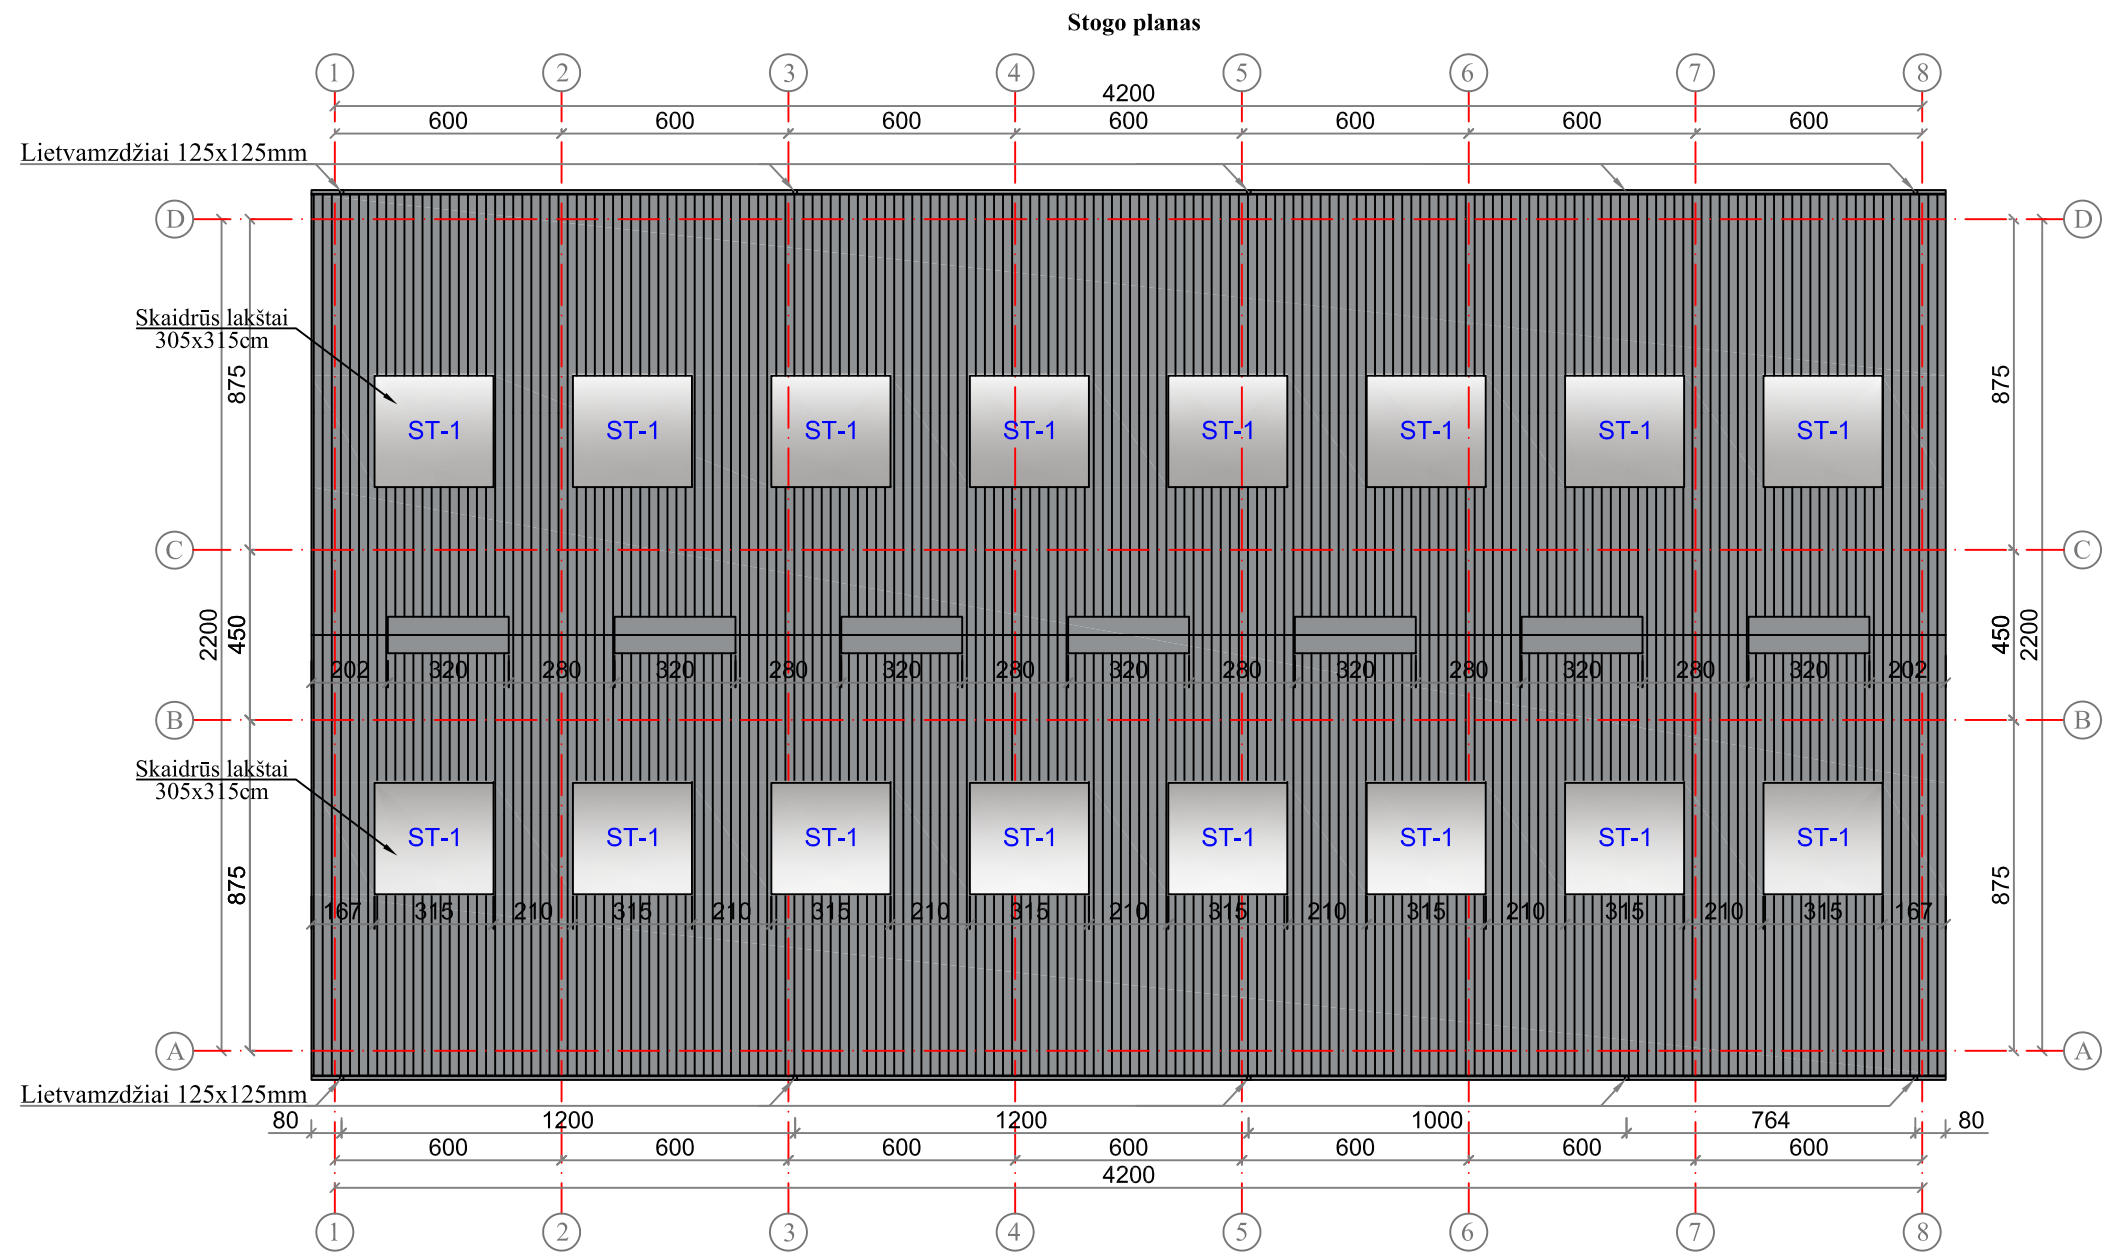 Stogo planas
1 2 3 4 5 6 7 8
4200
600 600 600 600 600 600 600
Lietvamzdžiai 125x125mm
D D
Skaidrūs lakštai
305x315cm
875 875
ST-1 ST-1 ST-1 ST-1 ST-1 ST-1 ST-1 ST-1
C C
2200 450 450 2200
202 320 280 320 280 320 280 320 280 320 280 320 280 320 202
B B
Skaidrūs lakštai
305x315cm
ST-1 ST-1 ST-1 ST-1 ST-1 ST-1 ST-1 ST-1
875 875
167 315 210 315 210 315 210 315 210 315 210 315 210 315 210 315 167
A A
Lietvamzdžiai 125x125mm
80 1200 1200 1000 764 80
600 600 600 600 600 600 600
4200
1 2 3 4 5 6 7 8